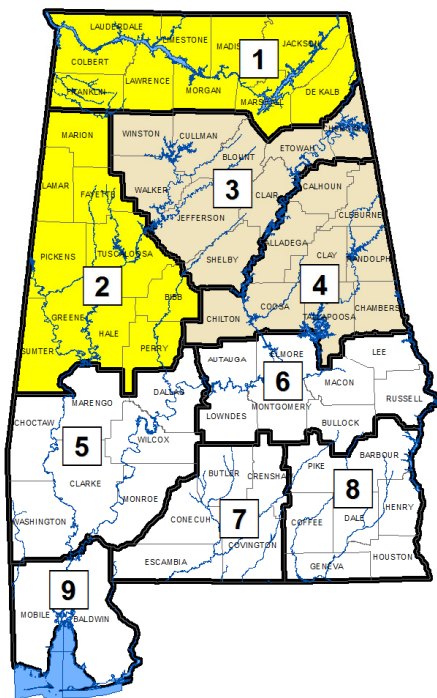 LAUDERDALE
LIMESTONE
MADIS
JACKSON
1
COLBERT
LAWRENCE
MORGAN
MARSHALL
DE KALB
FRANKLIN
MARION
WINSTON
CULLMAN
BLOUNT
ETOWAH
CHEROKEE
LAMAR
FAYETTE
WALKER
3
CLAIR
CALHOUN
JEFFERSON
CLEBURNE
PICKENS
TUSCALOOSA
SHELBY
TALLADEGA
CLAY
RANDOLPH
2
BIBB
4
GREENE
HALE
CHILTON
COOSA
TALLAPOOSA
CHAMBERS
SUMTER
PERRY
AUTAUGA
ELMORE
LEE
MARENGO
DALLAS
6
MACON
CHOCTAW
LOWNDES
MONTGOMERY
RUSSELL
5
WILCOX
BULLOCK
CLARKE
BUTLER
CRENSHA
PIKE
BARBOUR
MONROE
8
WASHINGTON
CONECUH
7
COFFEE
DALE
HENRY
COVINGTON
ESCAMBIA
GENEVA
HOUSTON
9
MOBILE
BALDWIN